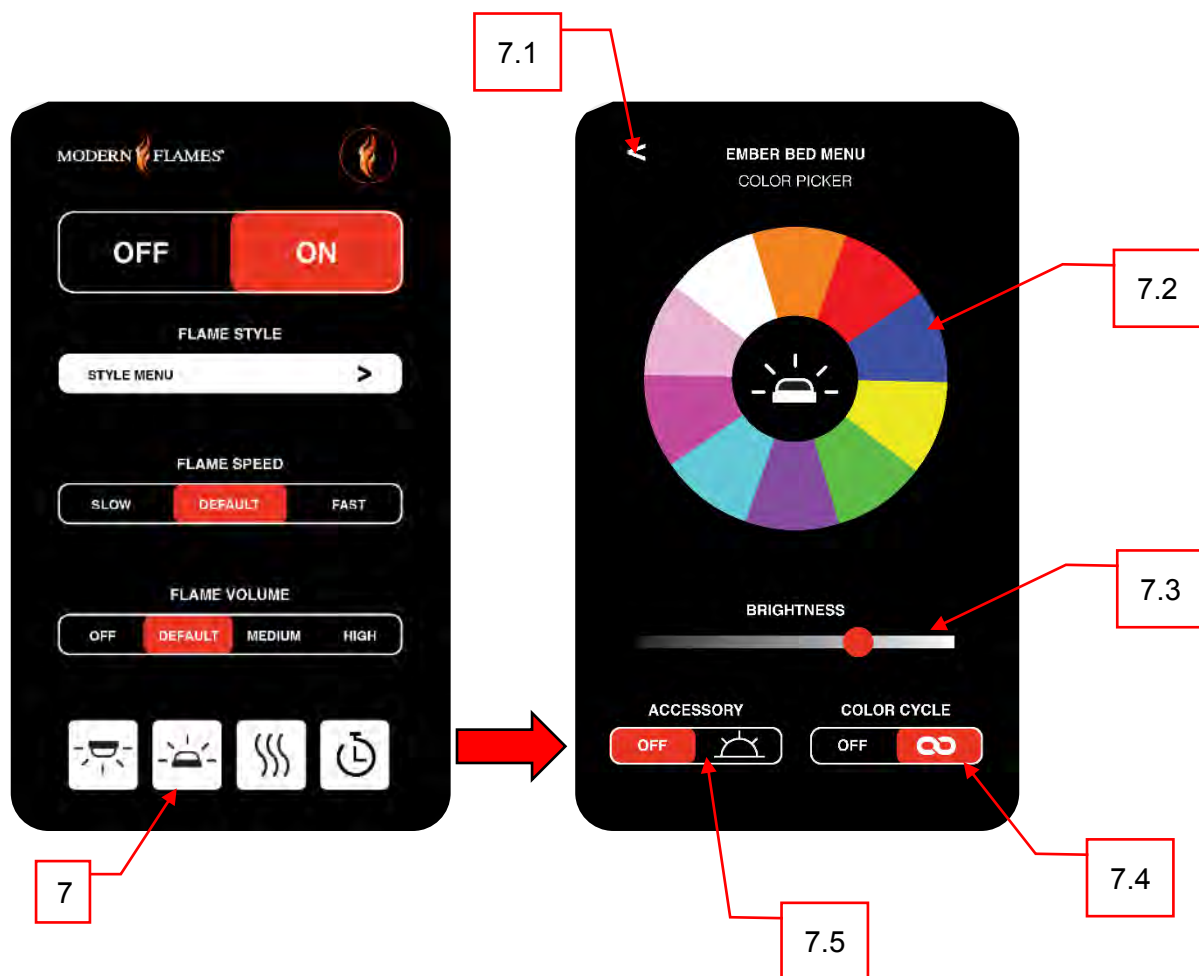 7.1
MODERN FLAMES®
OFF ON
FLAME STYLE
STYLE MENU >
FLAME SPEED
SLOW DEFAULT FAST
FLAME VOLUME
OFF DEFAULT MEDIUM HIGH
7
<
EMBER BED MENU
COLOR PICKER
7.2
7.3
BRIGHTNESS
ACCESSORY COLOR CYCLE
OFF OFF
7.4
7.5